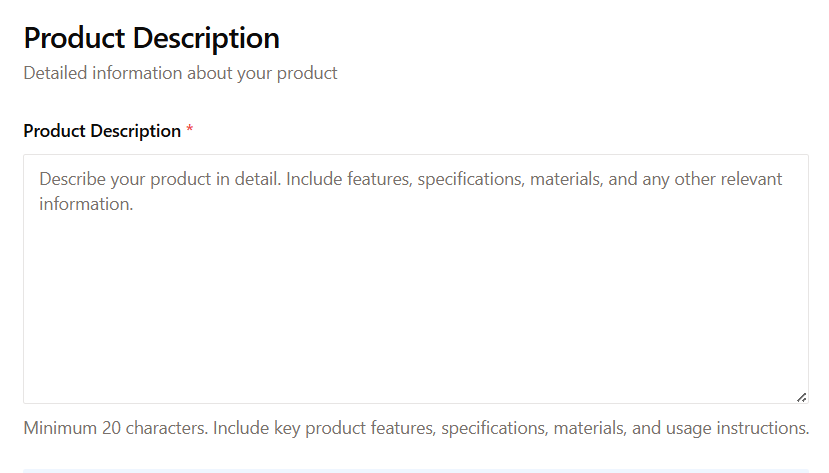 Product Description
Detailed information about your product
Product Description *
Describe your product in detail. Include features, specifications, materials, and any other relevant
information.
Minimum 20 characters. Include key product features, specifications, materials, and usage instructions.